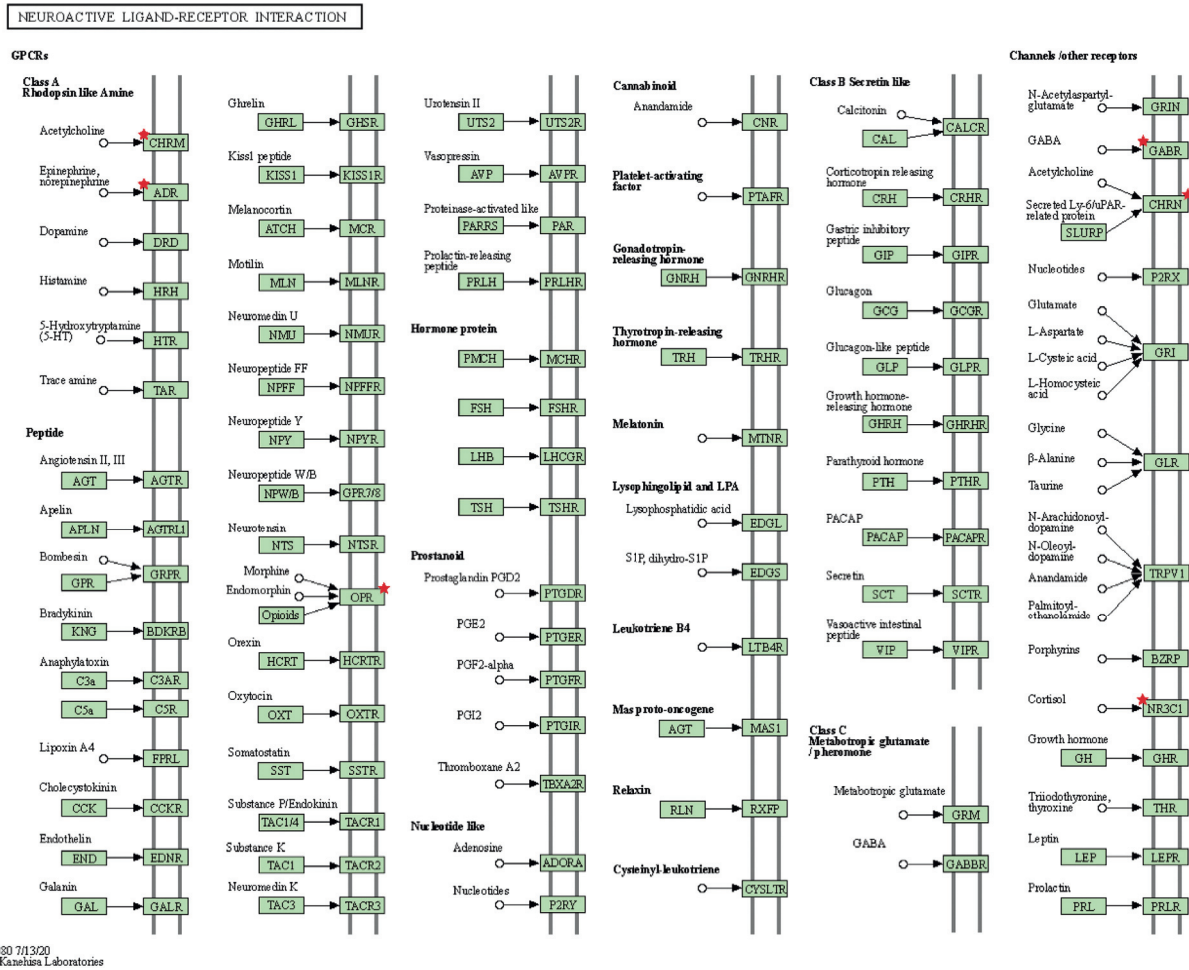 NEUROACTIVE LIGAND-RECEPTOR INTERACTION
GPCRs
Class A
Rhodopsin like Amine
Acetylcholine
CHRM
Epinephrine,
norepinephrine
ADR
Dopamine
DRD
Histamine
HRH
5-Hydroxytryptamine
(5-HT)
HTR
Trace amine
TAR
Peptide
Angiotensin II, III
AGT
AGTR
Apelin
APLN
AGTRL1
Bombesin
GPR
GRPR
Bradykinin
KNG
BDKRB
Anaphylatoxin
C3a
C3AR
C5a
C5R
Lipoxin A4
FPRL
Cholecystokinin
CCK
CCKR
Endothelin
END
EDNR
Galanin
GAL
GALR
Ghrelin
GHRL
GHSR
Kiss1 peptide
KISS1
KISS1R
Melanocortin
ATCH
MCR
Motilin
MLN
MLNR
Neuromedin U
NMU
NMUR
Neuropeptide FF
NPFF
NPFFR
Neuropeptide Y
NPY
NPYR
Neuropeptide W/B
NPW/B
GPR7/8
Neurotensin
NTS
NTSR
Morphine
Endomorphin
Opioids
OPR
Orexin
HCRT
HCRTR
Oxytocin
OXT
OXTR
Somatostatin
SST
SSTR
Substance P/Endokinin
TAC1/4
TACR1
Substance K
TAC1
TACR2
Neuromedin K
TAC3
TACR3
Urotensin II
UTS2
UTS2R
Vasopressin
AVP
AVPR
Proteinase-activated like
PARRS
PAR
Prolactin-releasing
peptide
PRLH
PRLHR
Hormone protein
PMCH
MCHR
FSH
FSHR
LHB
LHCGR
TSH
TSHR
Prostanoid
Prostaglandin PGD2
PTGDR
PGE2
PTGER
PGF2-alpha
PTGFR
PGI2
PTGIR
Thromboxane A2
TBXA2R
Nucleotide like
Adenosine
ADORA
Nucleotides
P2RY
Cannabinoid
Anandamide
CNR
Platelet-activating
factor
PTAFR
Gonadotropin-
releasing hormone
GNRH
GNRHR
Thyrotropin-releasing
hormone
TRH
TRHR
Melatonin
MTNR
Lysophingolipid and LPA
Lysophosphatidic acid
EDGL
S1P, dihydro-S1P
EDGS
Leukotriene B4
LTB4R
Mas proto-oncogene
AGT
MAS1
Relaxin
RLN
RXFP
Cysteinyl-leukotriene
CYSLTR
Class B Secretin like
Calcitonin
CAL
CALCR
Corticotropin releasing
hormone
CRH
CRHR
Gastric inhibitory
peptide
GIP
GIPR
Glucagon
GCG
GCGR
Glucagon-like peptide
GLP
GLPR
Growth hormone-
releasing hormone
GHRH
GHRHR
Parathyroid hormone
PTH
PTHR
PACAP
PACAP
PACAPR
Secretin
SCT
SCTR
Vasoactive intestinal
peptide
VIP
VIPR
Class C
Metabotropic glutamate
/ pheromone
Metabotropic glutamate
GRM
GABA
GABBR
Channels /other receptors
N-Acetylaspartyl-
glutamate
GRIN
GABA
GABR
Acetylcholine
CHRN
Secreted Ly-6/uPAR-
related protein
SLURP
Nucleotides
P2RX
Glutamate
L-Aspartate
L-Cysteic acid
L-Homocysteic
acid
GRI
Glycine
β-Alanine
Taurine
GLR
N-Arachidonoyl-
dopamine
N-Oleoyl-
dopamine
Anandamide
Palmitoyl-
ethanolamide
TRPV1
Porphyrins
BZRP
Cortisol
NR3C1
Growth hormone
GH
GHR
Triiodothyronine,
thyroxine
THR
Leptin
LEP
LEPR
Prolactin
PRL
PRLR
80 7/13/20
Kanehisa Laboratories